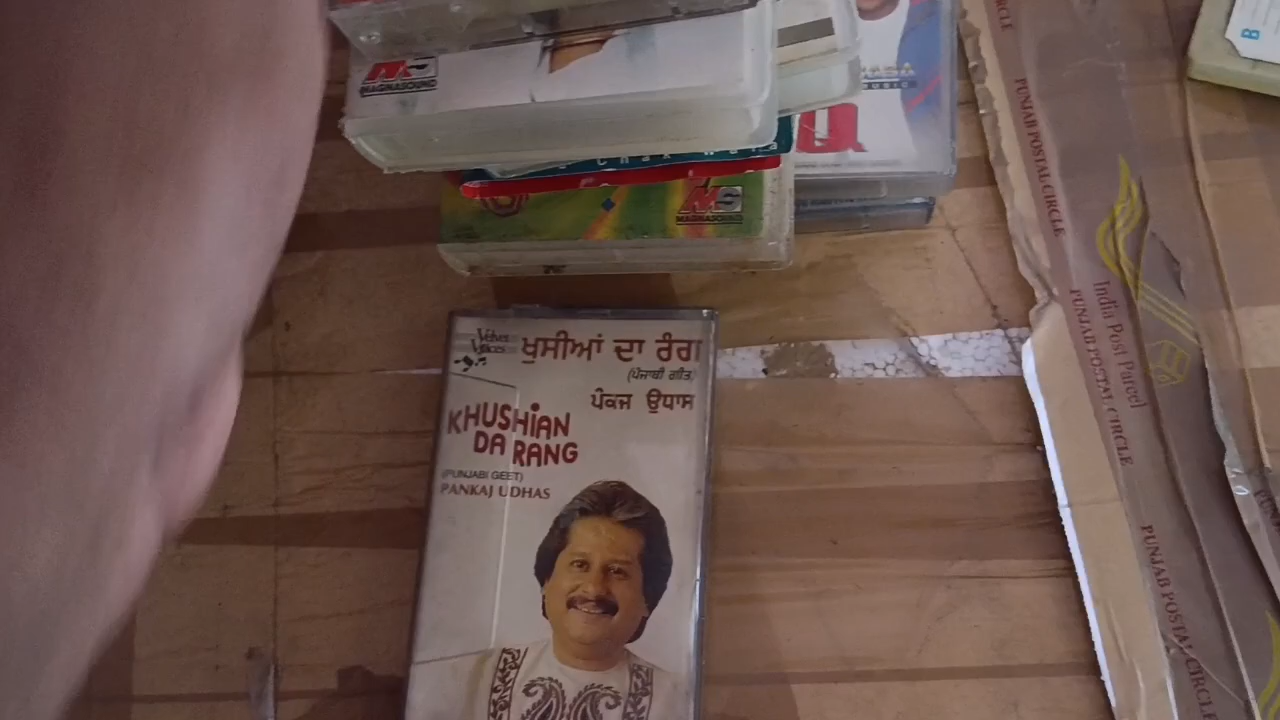 MAGNASOUND
MUSIC
MAGNASOUND
Velvet
Voices
ਖੁਸੀਆਂ ਦਾ ਰੰਗ
(ਪੰਜਾਬੀ ਗੀਤ)
ਪੰਕਜ ਉਧਾਸ
KHUSHiAN
DA RANG
(PUNJABI GEET)
PANKAJ UDHAS
PUNJAB POSTAL CIRCLE
India Post Parcel
PUNJAB POSTAL CIRCLE
PUNJAB POSTAL CIRCLE
B